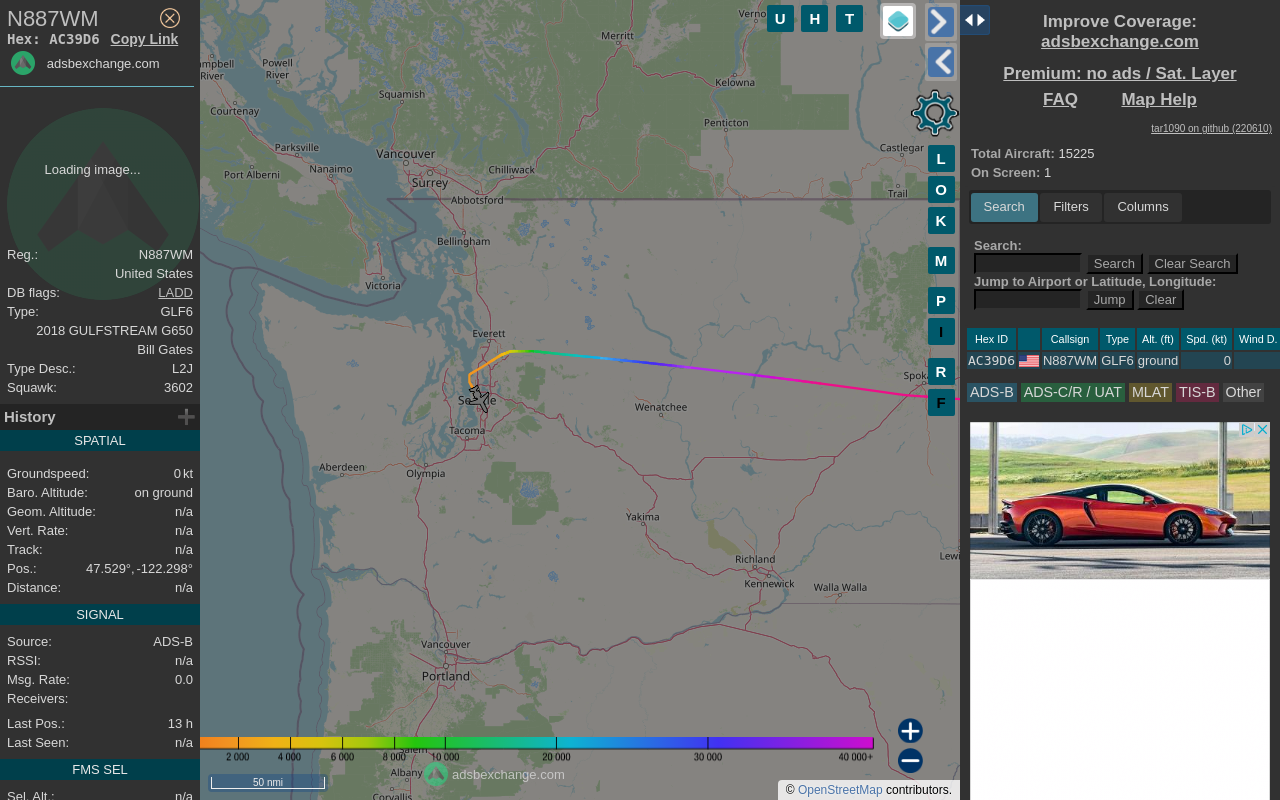 N887WM
Hex: AC39D6 Copy Link
adsbexchange.com
Loading image...
Reg.: N887WM
United States
DB flags: LADD
Type: GLF6
2018 GULFSTREAM G650
Bill Gates
Type Desc.: L2J
Squawk: 3602
History
SPATIAL
Groundspeed: 0 kt
Baro. Altitude: on ground
Geom. Altitude: n/a
Vert. Rate: n/a
Track: n/a
Pos.: 47.529°, -122.298°
Distance: n/a
SIGNAL
Source: ADS-B
RSSI: n/a
Msg. Rate: 0.0
Receivers:
Last Pos.: 13 h
Last Seen: n/a
FMS SEL
Sel. Alt.: n/a
U H T
L
O
K
M
P
I
R
F
Merritt
Kelowna
Powell
River
River
Squamish
Courtenay
Penticton
Parksville
Vancouver
Castlegar
Nanaimo
Port Alberni
Chilliwack
Surrey
Trail
Abbotsford
Bellingham
Victoria
Everett
Wenatchee
Tacoma
Aberdeen
Olympia
Yakima
Richland
Kennewick
Walla Walla
Vancouver
Portland
Albany
Corvallis
2 000 4 000 6 000 8 000 10 000 20 000 30 000 40 000+
adsbexchange.com
50 nmi
© OpenStreetMap contributors.
Improve Coverage:
adsbexchange.com
Premium: no ads / Sat. Layer
FAQ Map Help
tar1090 on github (220610)
Total Aircraft: 15225
On Screen: 1
Search Filters Columns
Search:
Search Clear Search
Jump to Airport or Latitude, Longitude:
Jump Clear
Hex ID Callsign Type Alt. (ft) Spd. (kt) Wind D.
AC39D6 N887WM GLF6 ground 0
ADS-B ADS-C/R / UAT MLAT TIS-B Other